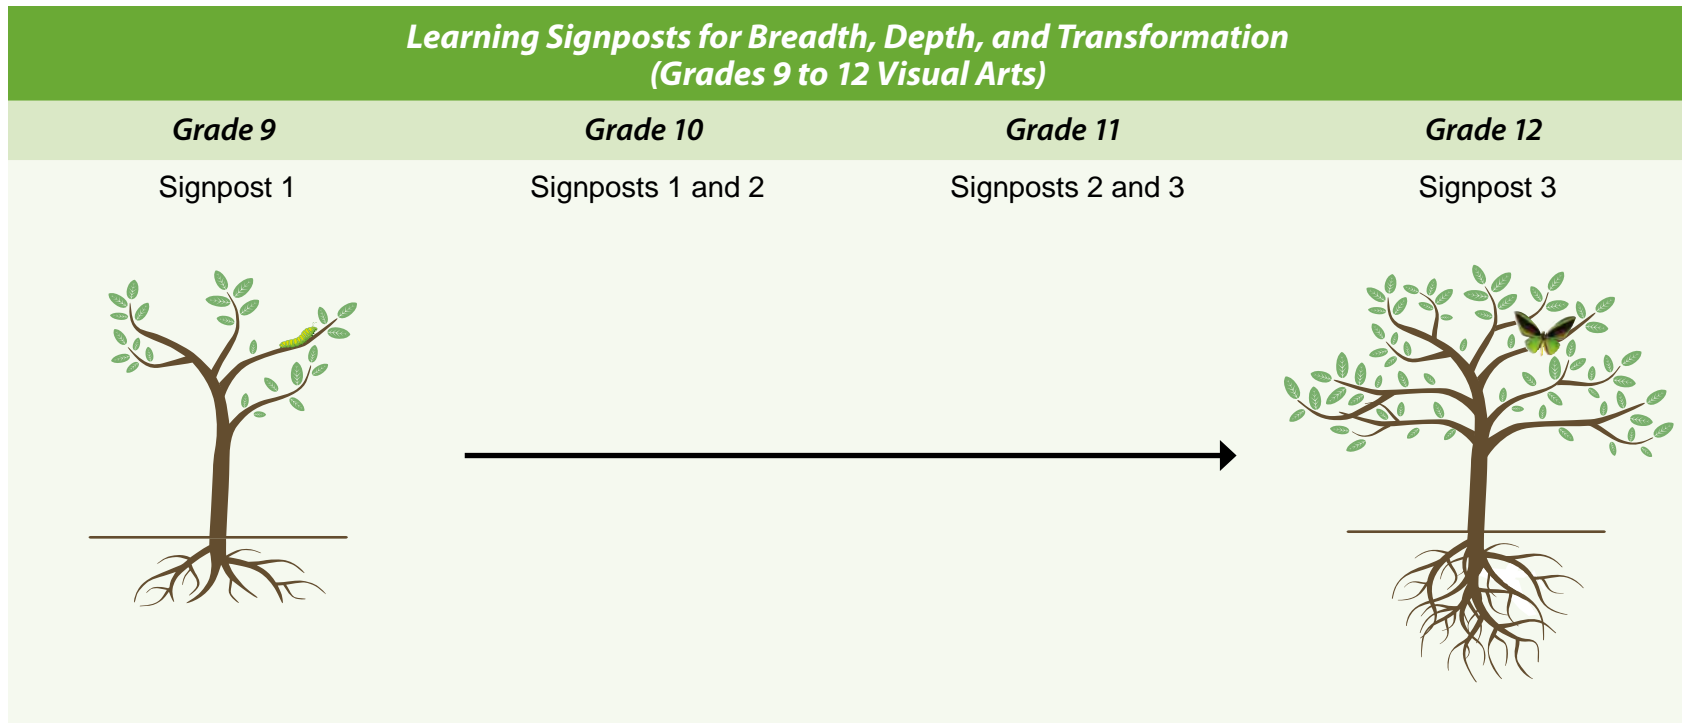 Learning Signposts for Breadth, Depth, and Transformation
(Grades 9 to 12 Visual Arts)
Grade 9
Grade 10
Grade 11
Grade 12
Signpost 1
Signposts 1 and 2
Signposts 2 and 3
Signpost 3